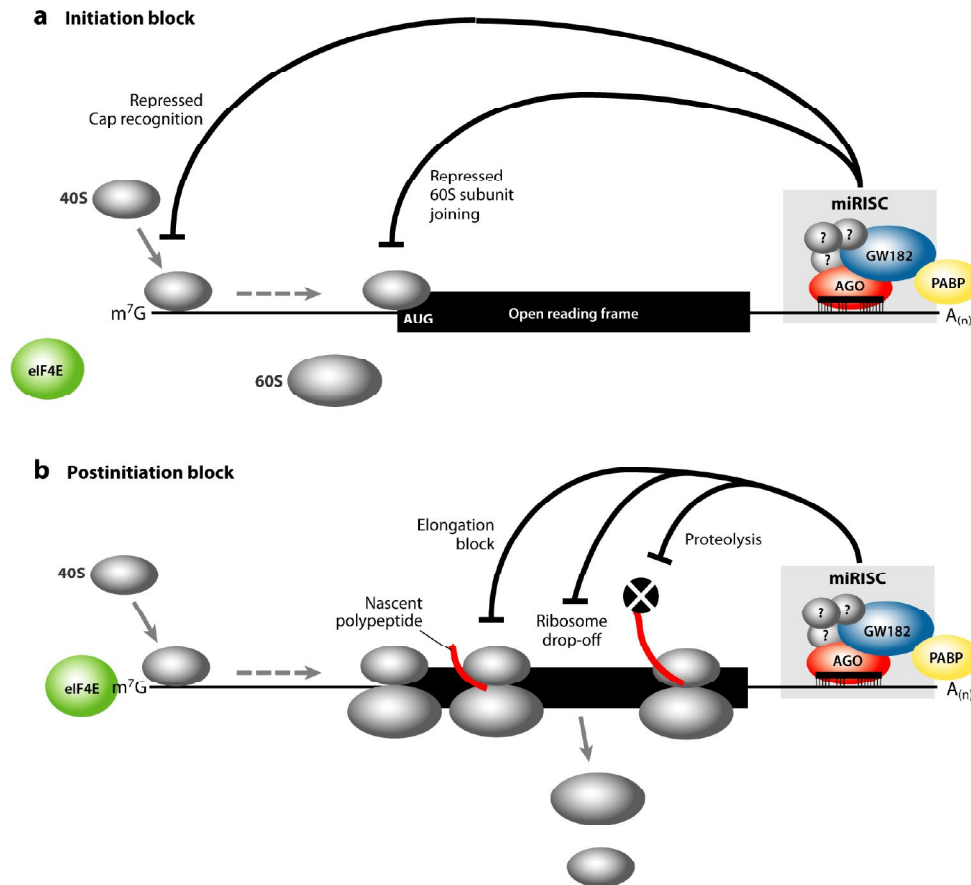 a Initiation block
Repressed
Cap recognition
40S
Repressed
60S subunit
joining
miRISC
?
?
?
GW182
AGO
PABP
m⁷G
AUG
Open reading frame
A(n)
eIF4E
60S
b Postinitiation block
Elongation
block
Proteolysis
40S
Nascent
polypeptide
Ribosome
drop-off
miRISC
?
?
?
GW182
AGO
PABP
eIF4E
m⁷G
A(n)